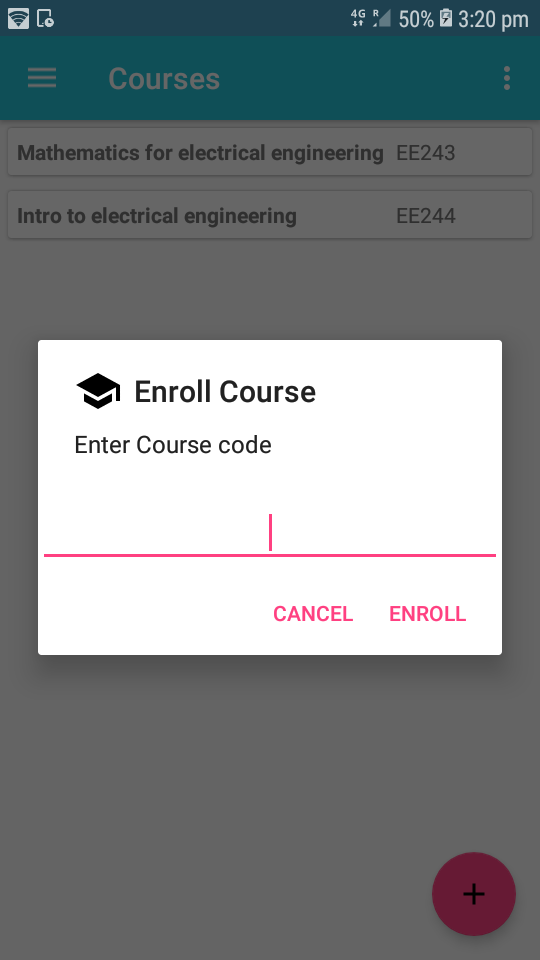 4G R 50% 3:20 pm
Courses
Mathematics for electrical engineering EE243
Intro to electrical engineering EE244
Enroll Course
Enter Course code
CANCEL ENROLL